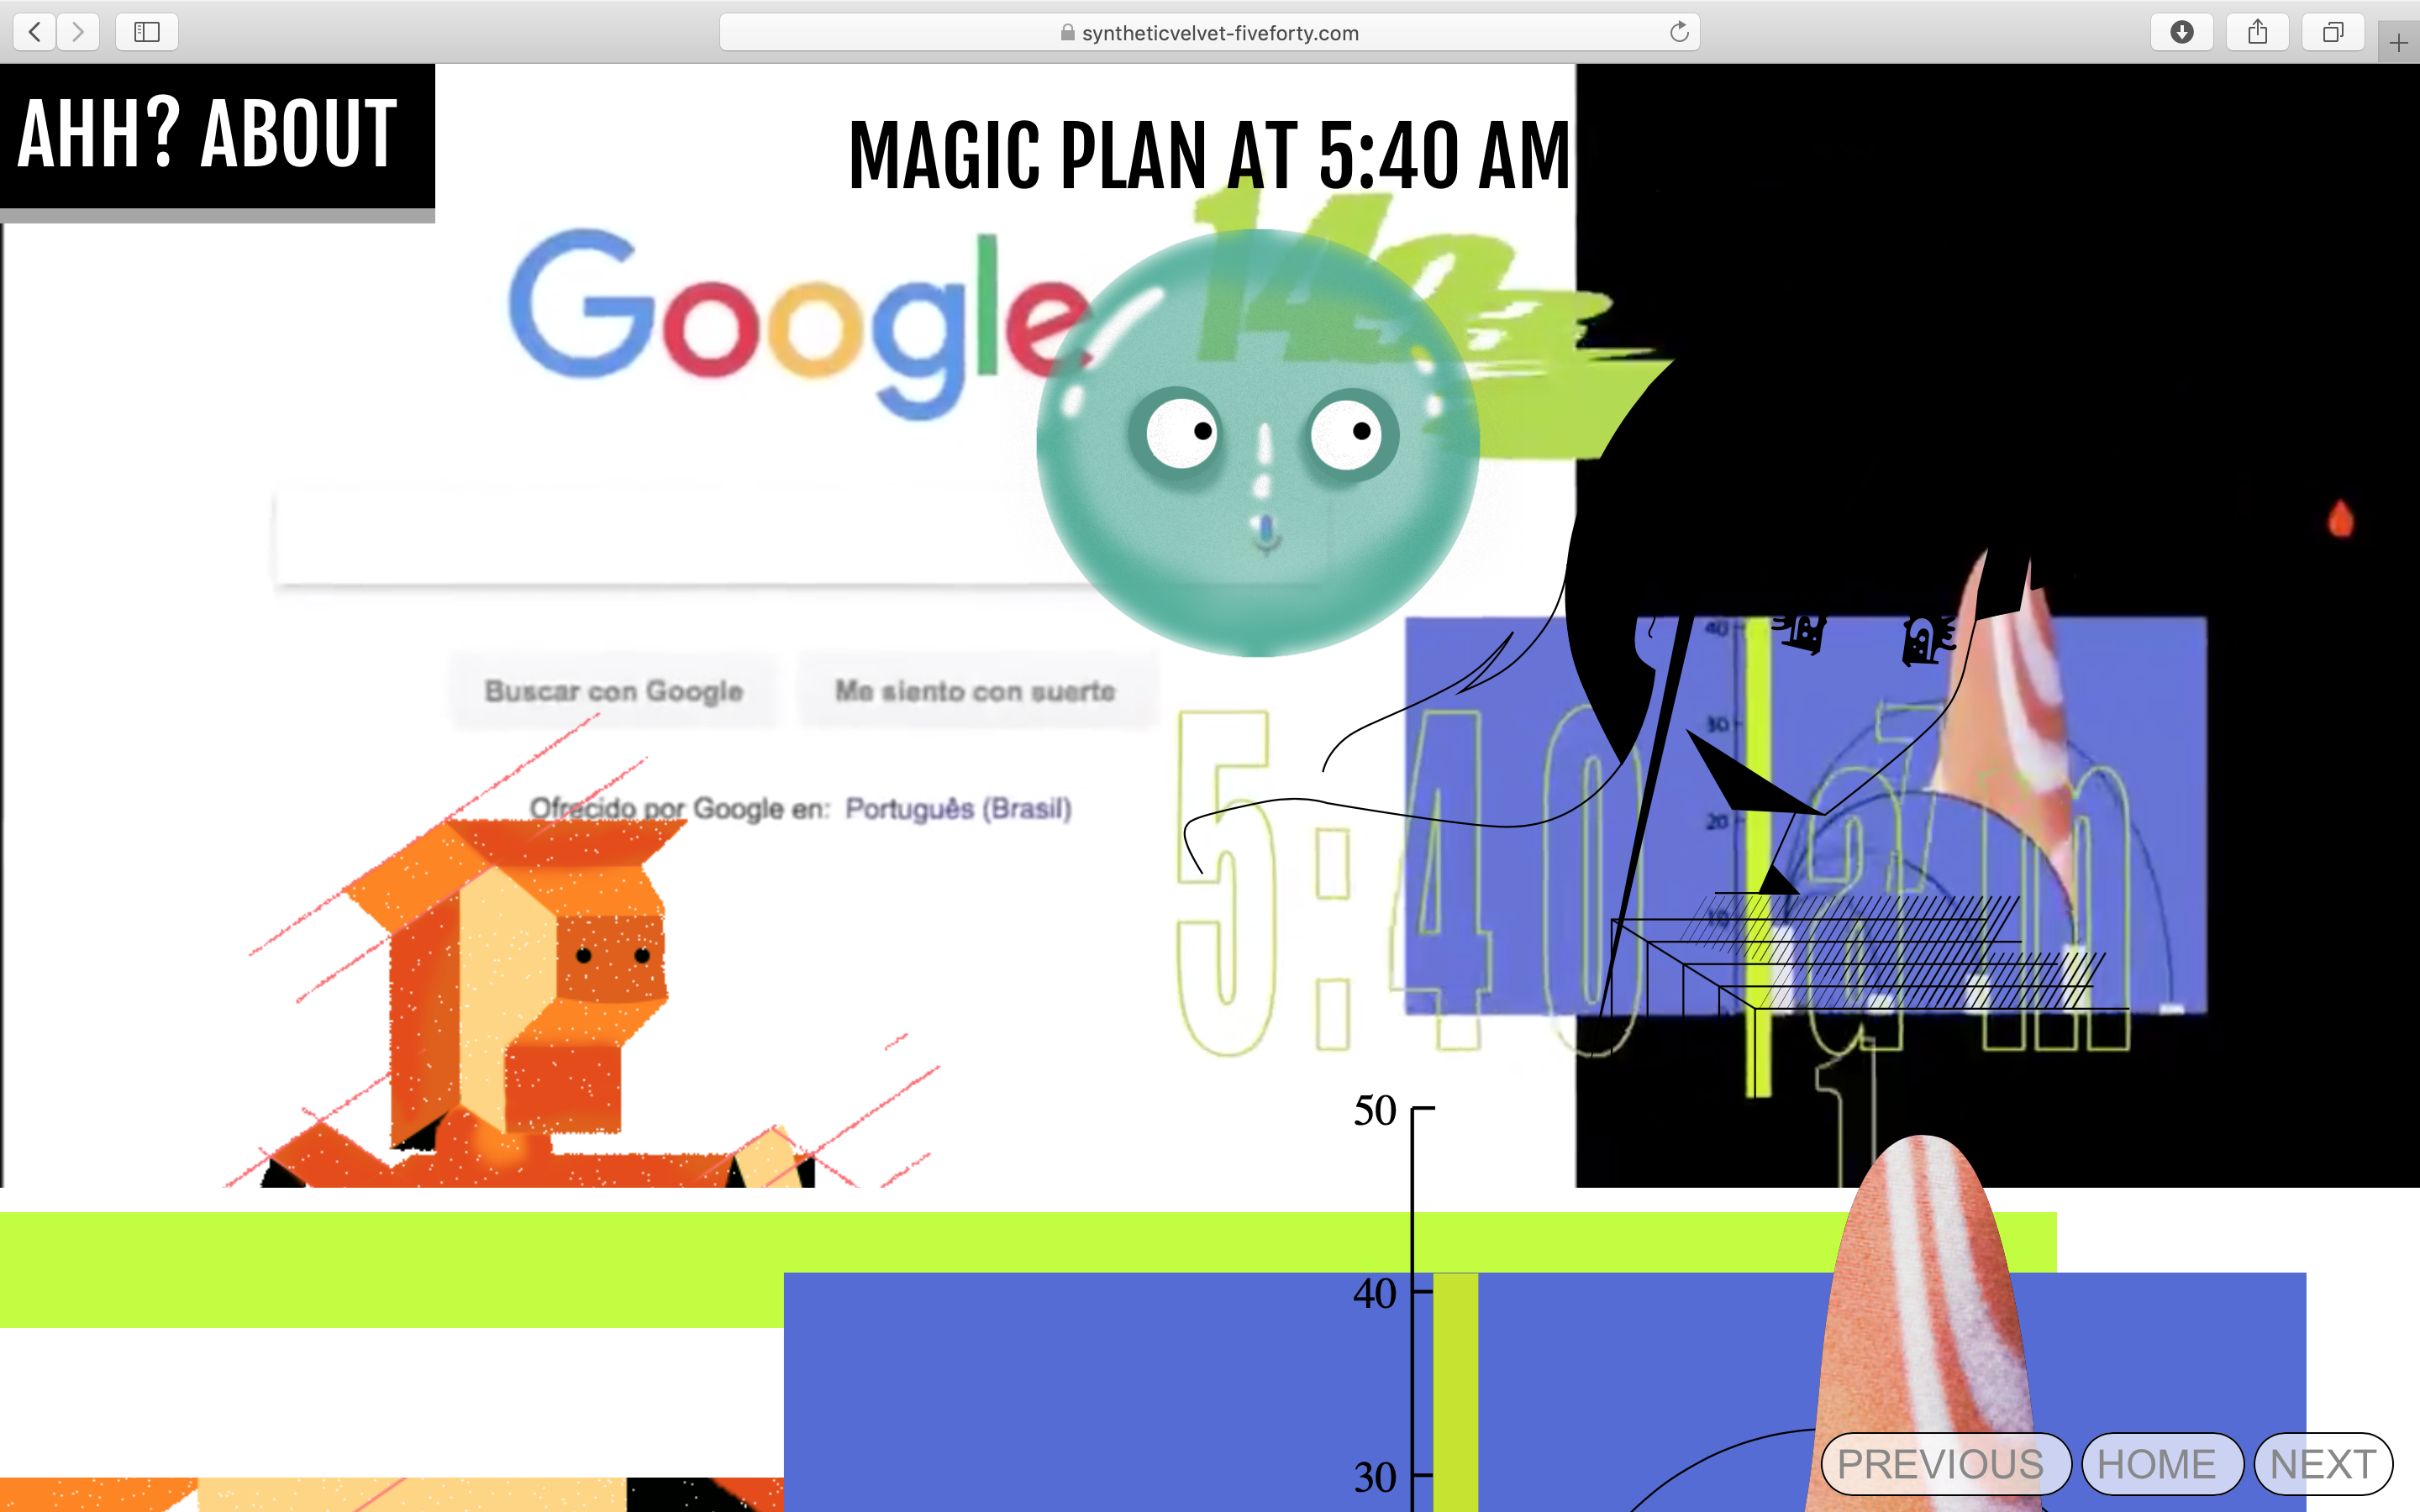 syntheticvelvet-fiveforty.com
AHH? ABOUT
MAGIC PLAN AT 5:40 AM
Google
Buscar con Google
Me siento con suerte
Ofrecido por Google en: Português (Brasil)
40
30
20
10
5:40 am
50
40
30
PREVIOUS
HOME
NEXT